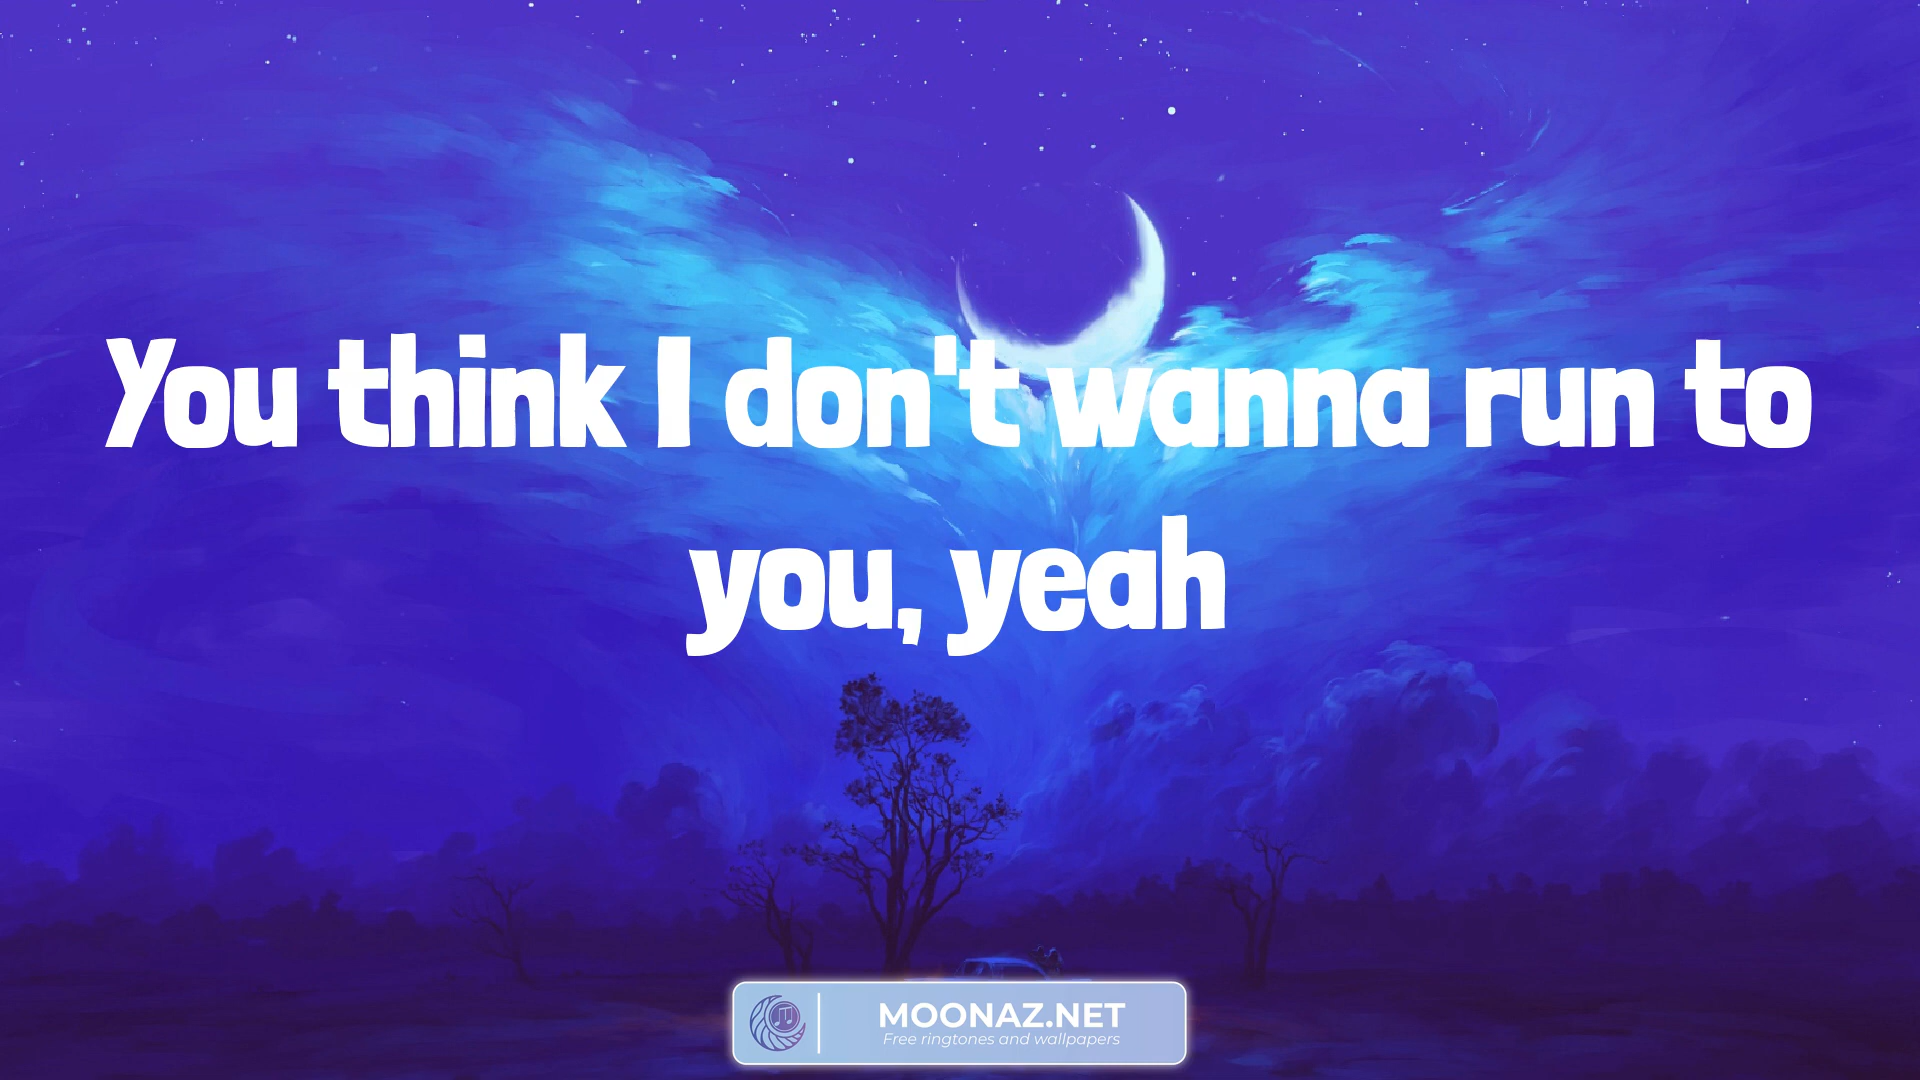 You think I don't wanna run to
you, yeah
MOONAZ.NET
Free ringtones and wallpapers